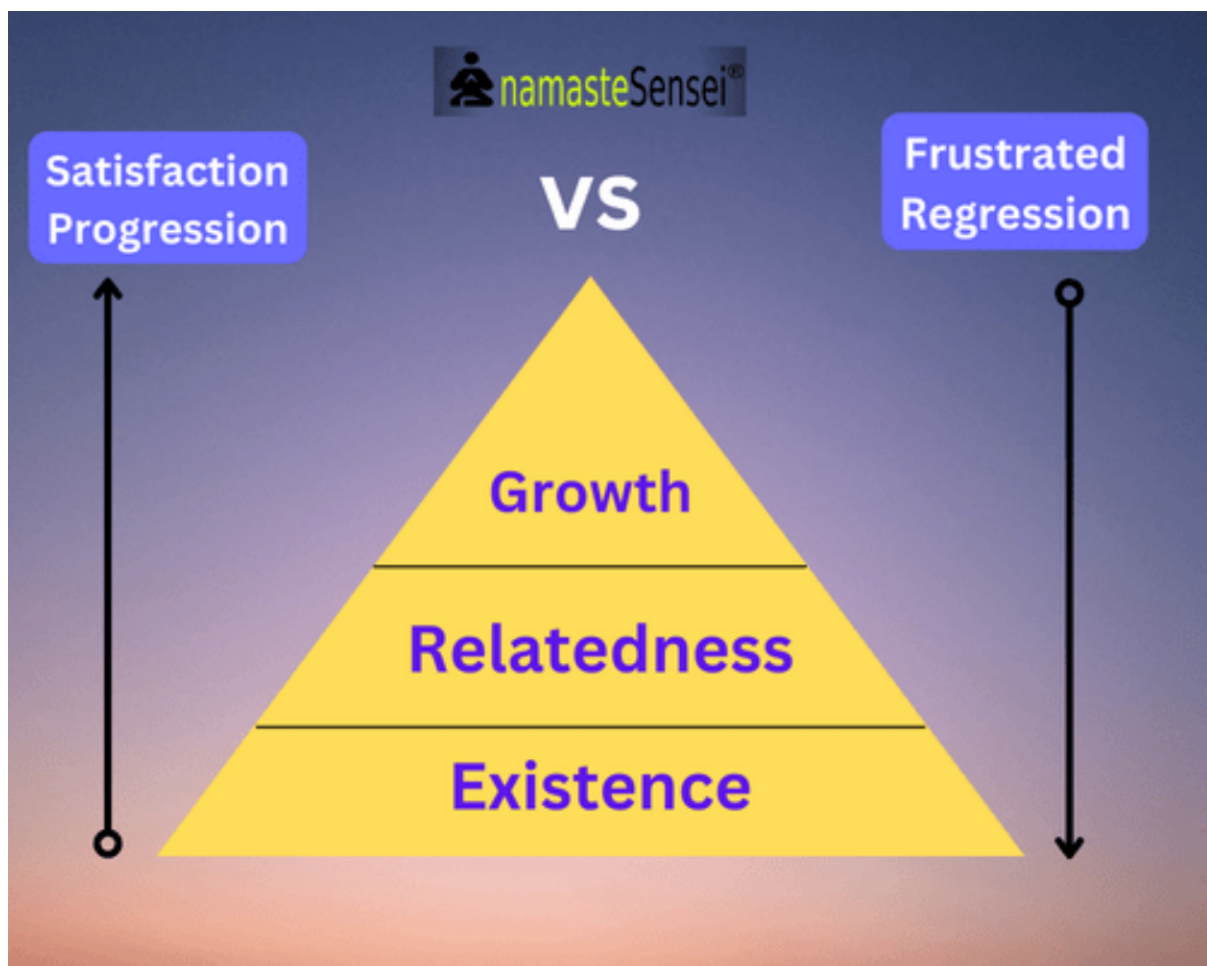 namasteSensei®
Satisfaction
Progression
VS
Frustrated
Regression
Growth
Relatedness
Existence